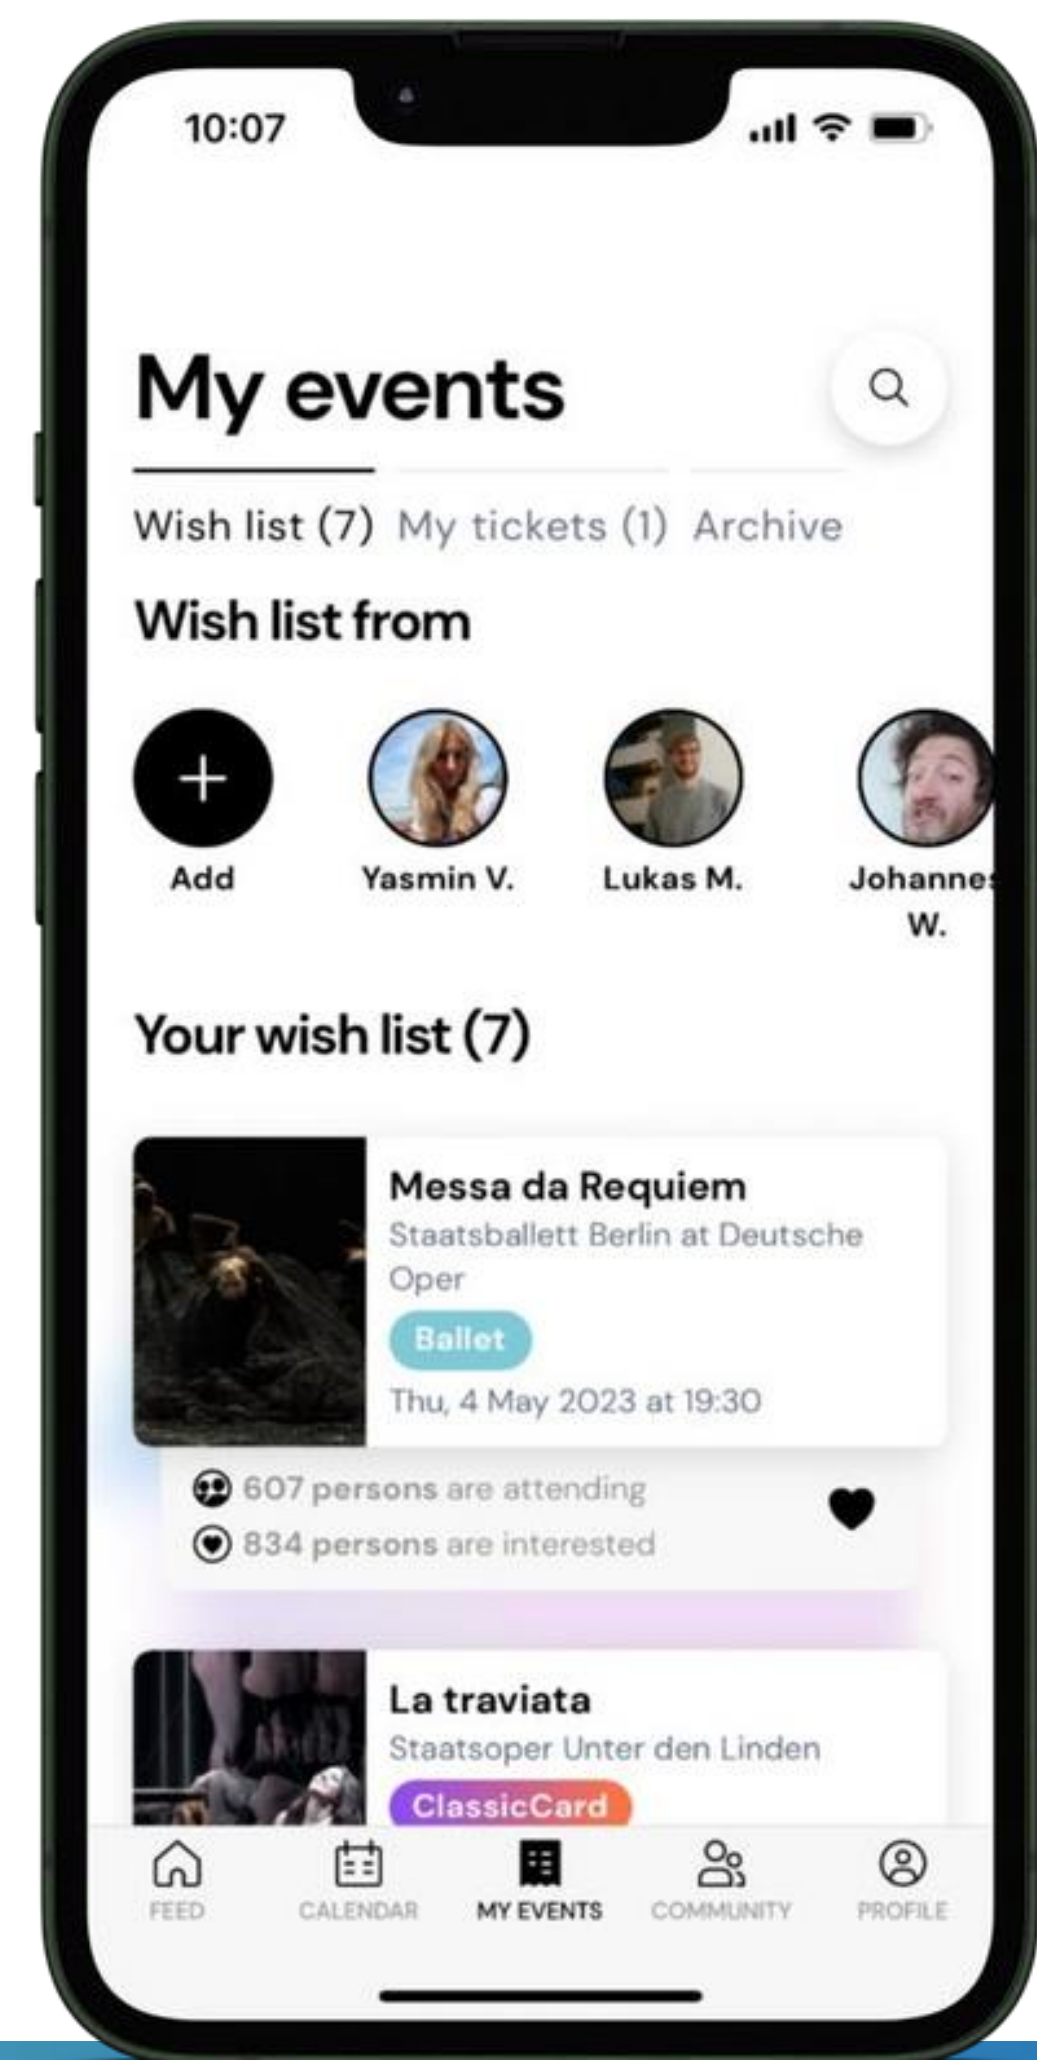 10:07
My events
Wish list (7) My tickets (1) Archive
Wish list from
Add Yasmin V. Lukas M. Johannes
W.
Your wish list (7)
Messa da Requiem
Staatsballett Berlin at Deutsche
Oper
Ballet
Thu, 4 May 2023 at 19:30
607 persons are attending
834 persons are interested
La traviata
Staatsoper Unter den Linden
ClassicCard
FEED CALENDAR MY EVENTS COMMUNITY PROFILE